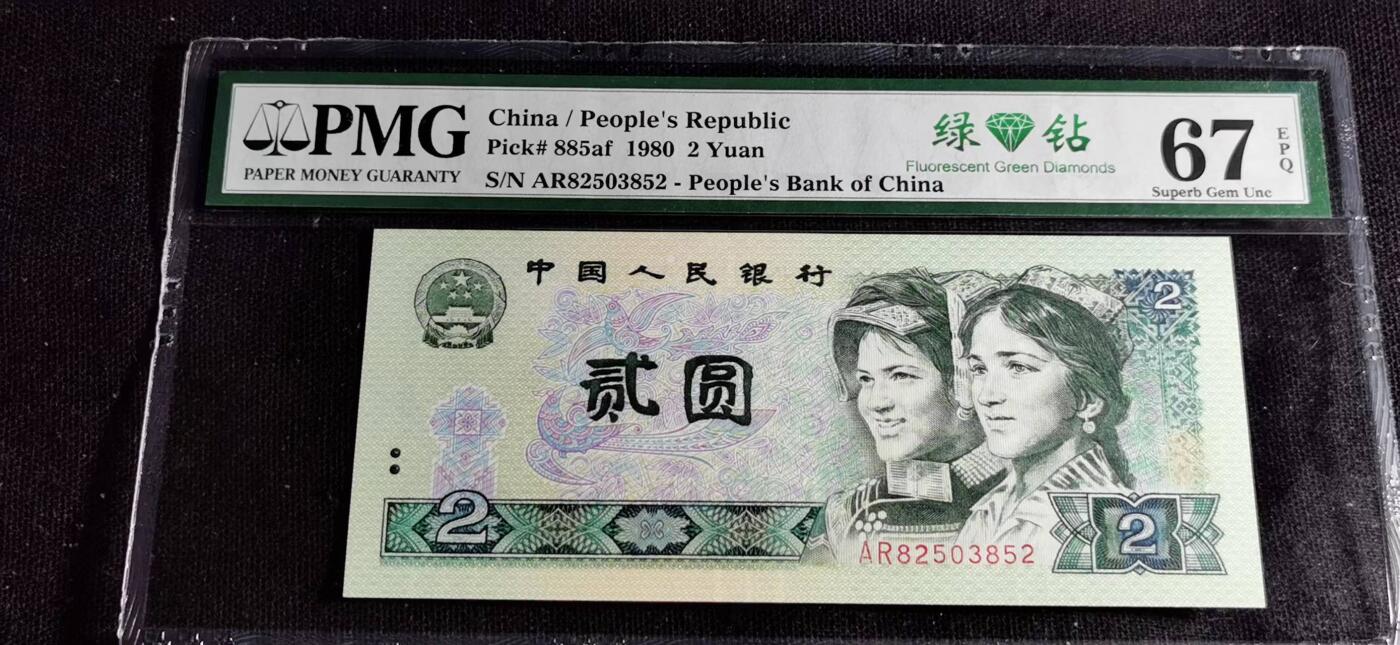 PMG
PAPER MONEY GUARANTY
China / People's Republic
Pick# 885af 1980 2 Yuan
S/N AR82503852 - People's Bank of China
绿 钻
Fluorescent Green Diamonds
67
EPQ
Superb Gem Unc
中国人民银行
2
贰圆
2
AR82503852
2